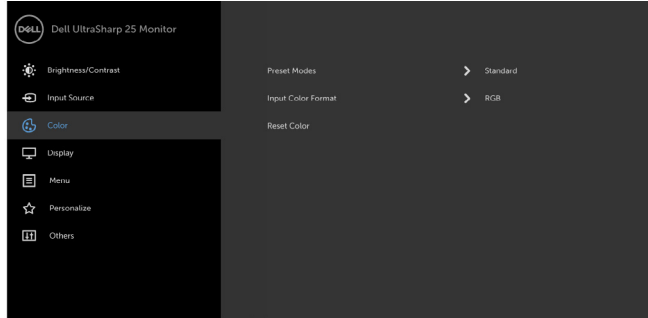 DELL Dell UltraSharp 25 Monitor
Brightness/Contrast
Input Source
Color
Display
Menu
Personalize
Others
Preset Modes Standard
Input Color Format RGB
Reset Color